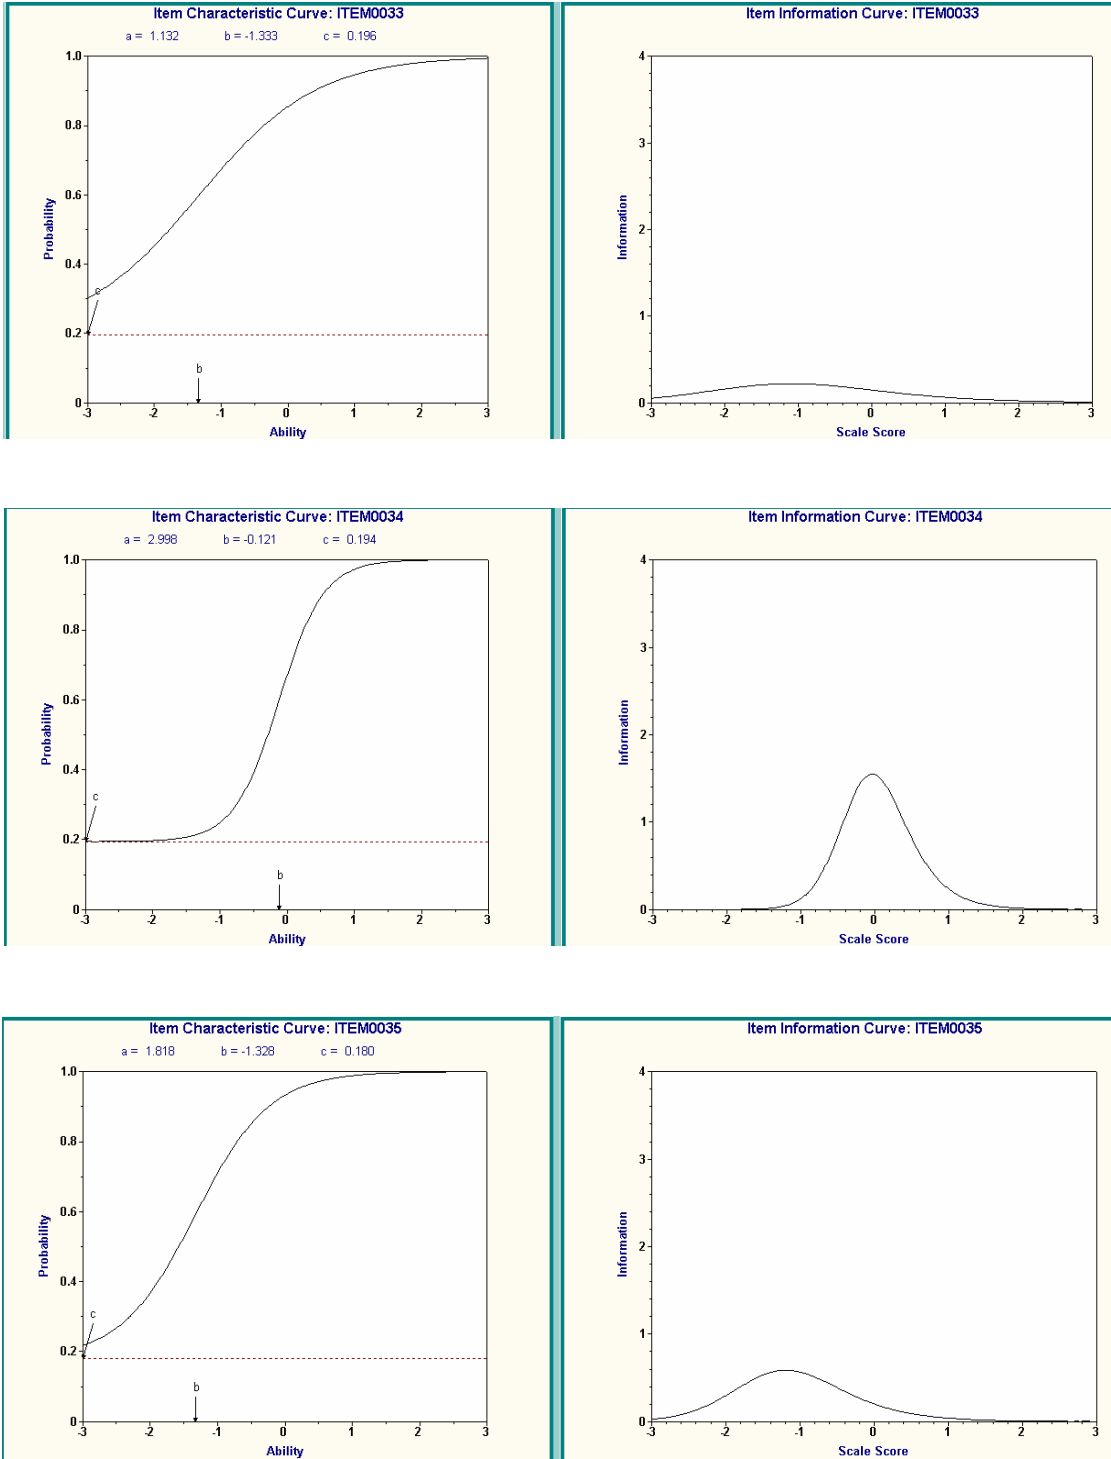 Item Characteristic Curve: ITEM0033
a = 1.132 b = -1.333 c = 0.196
1.0
0.8
0.6
0.4
0.2
0
Probability
c
b
-3 -2 -1 0 1 2 3
Ability
Item Information Curve: ITEM0033
4
3
2
1
0
Information
-3 -2 -1 0 1 2 3
Scale Score
Item Characteristic Curve: ITEM0034
a = 2.998 b = -0.121 c = 0.194
1.0
0.8
0.6
0.4
0.2
0
Probability
c
b
-3 -2 -1 0 1 2 3
Ability
Item Information Curve: ITEM0034
4
3
2
1
0
Information
-3 -2 -1 0 1 2 3
Scale Score
Item Characteristic Curve: ITEM0035
a = 1.818 b = -1.328 c = 0.180
1.0
0.8
0.6
0.4
0.2
0
Probability
c
b
-3 -2 -1 0 1 2 3
Ability
Item Information Curve: ITEM0035
4
3
2
1
0
Information
-3 -2 -1 0 1 2 3
Scale Score